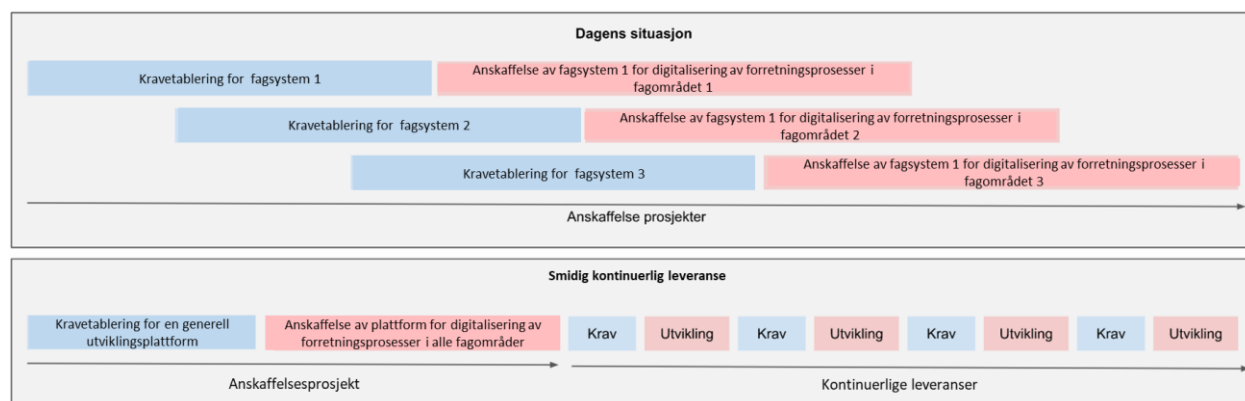 Dagens situasjon
Kravetablering for fagsystem 1
Anskaffelse av fagsystem 1 for digitalisering av forretningsprosesser i
fagområdet 1
Kravetablering for fagsystem 2
Anskaffelse av fagsystem 1 for digitalisering av forretningsprosesser i
fagområdet 2
Kravetablering for fagsystem 3
Anskaffelse av fagsystem 1 for digitalisering av forretningsprosesser i
fagområdet 3
Anskaffelse prosjekter
Smidig kontinuerlig leveranse
Kravetablering for en generell
utviklingsplattform
Anskaffelse av plattform for digitalisering av
forretningsprosesser i alle fagområder
Krav
Utvikling
Krav
Utvikling
Krav
Utvikling
Krav
Utvikling
Anskaffelsesprosjekt
Kontinuerlige leveranser